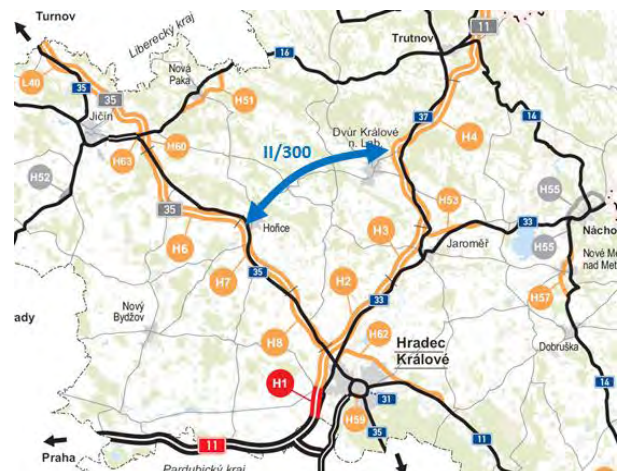 Turnov
Liberecký kraj
16
Trutnov
11
L40
35
Nová
Paka
H51
35
Jičín
H60
H63
II/300
Dvůr Králové
n. Lab.
37
H4
14
H52
H55
35
H6
Hořice
H53
33
H3
Jaroměř
H55
Nácho
Nové Me
nad Met
H7
35
H2
33
H57
Nový
Bydžov
ady
H8
H62
Hradec
Králové
Dobruška
H1
31
14
H59
11
35
11
Praha
Pardubický kraj